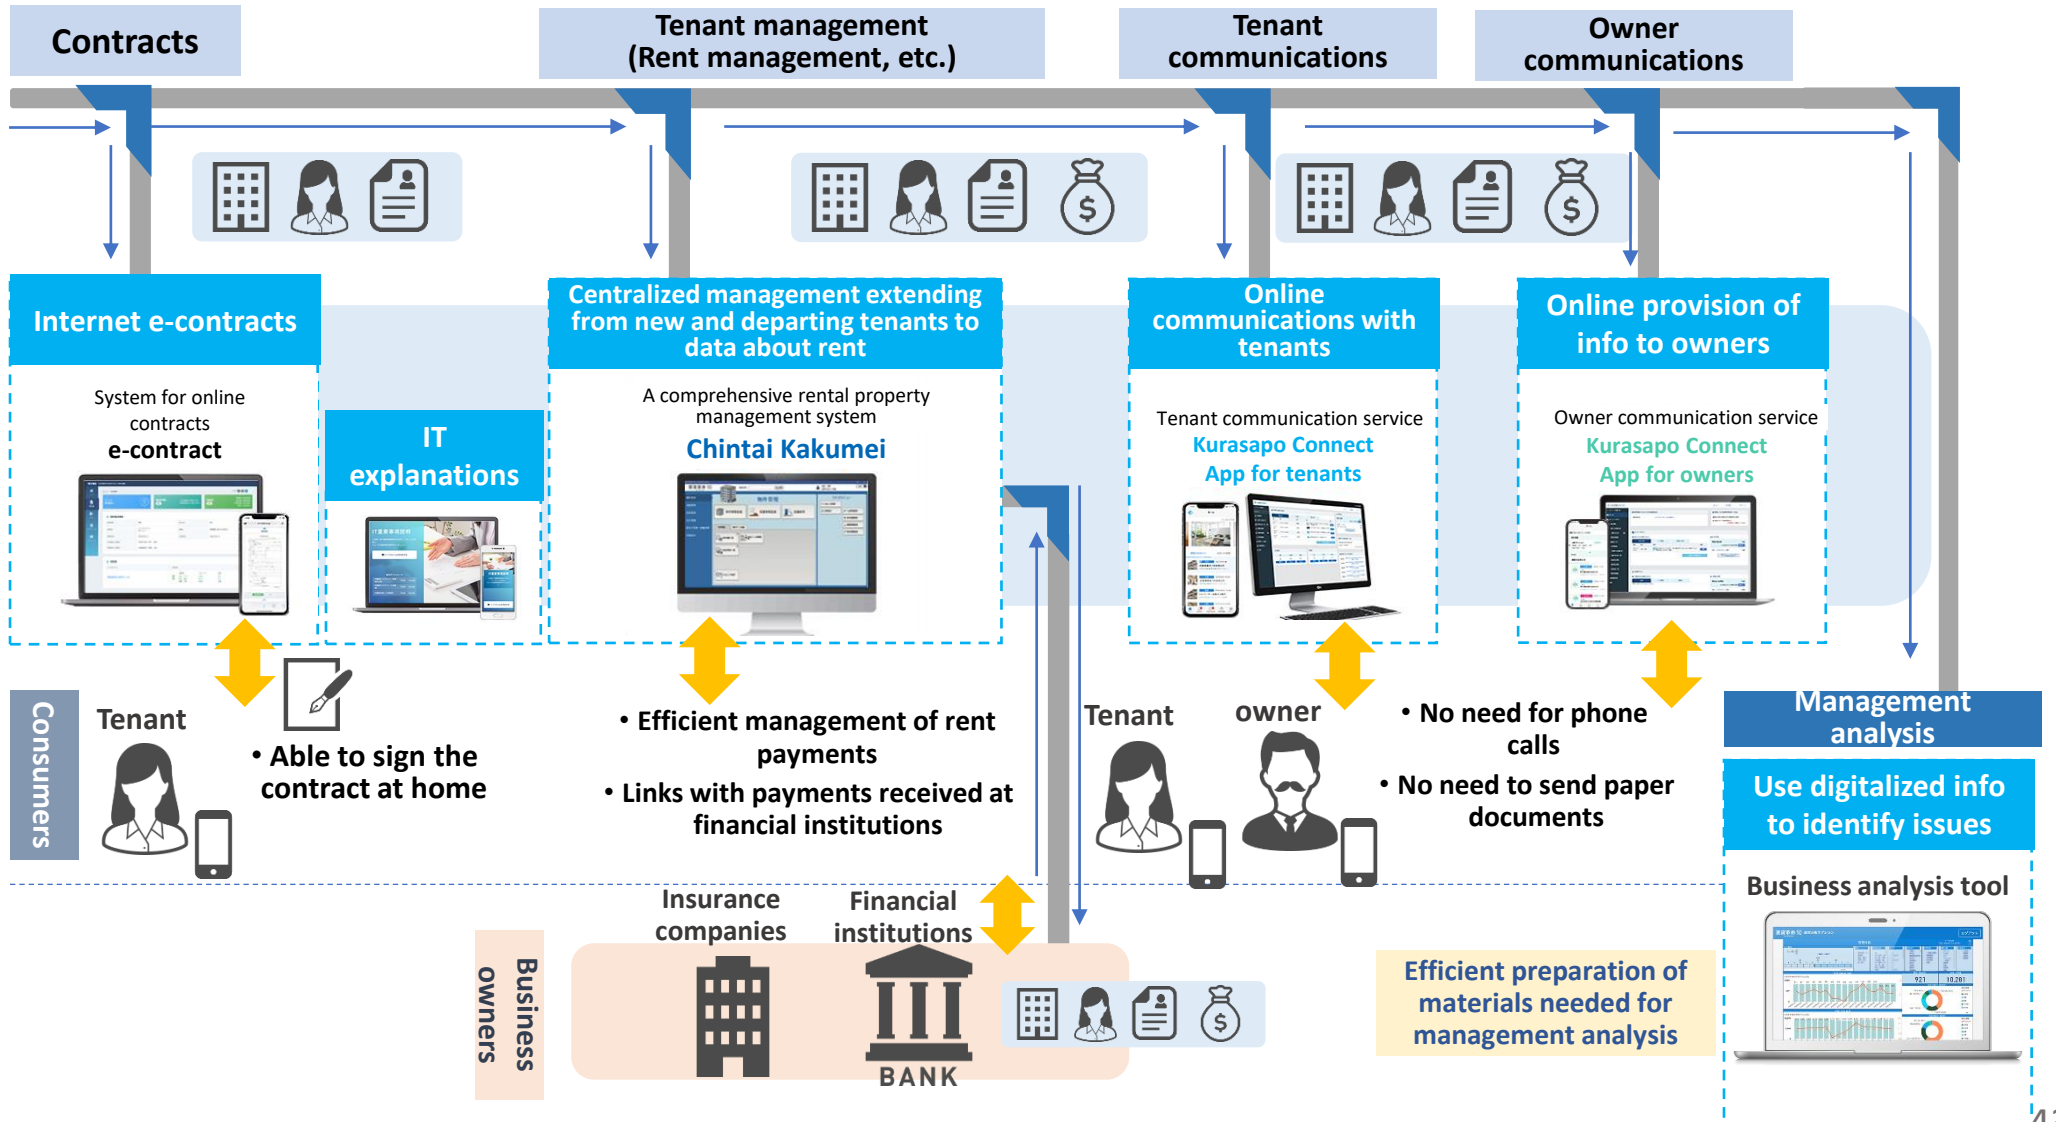 Contracts
Tenant management
(Rent management, etc.)
Tenant
communications
Owner
communications
Internet e-contracts
System for online
contracts
e-contract
IT
explanations
Centralized management extending
from new and departing tenants to
data about rent
A comprehensive rental property
management system
Chintai Kakumei
Online
communications with
tenants
Tenant communication service
Kurasapo Connect
App for tenants
Online provision of
info to owners
Owner communication service
Kurasapo Connect
App for owners
Consumers
Tenant
• Able to sign the
contract at home
• Efficient management of rent
payments
• Links with payments received at
financial institutions
Tenant
owner
• No need for phone
calls
• No need to send paper
documents
Management
analysis
Use digitalized info
to identify issues
Business analysis tool
Business
owners
Insurance
companies
Financial
institutions
BANK
Efficient preparation of
materials needed for
management analysis